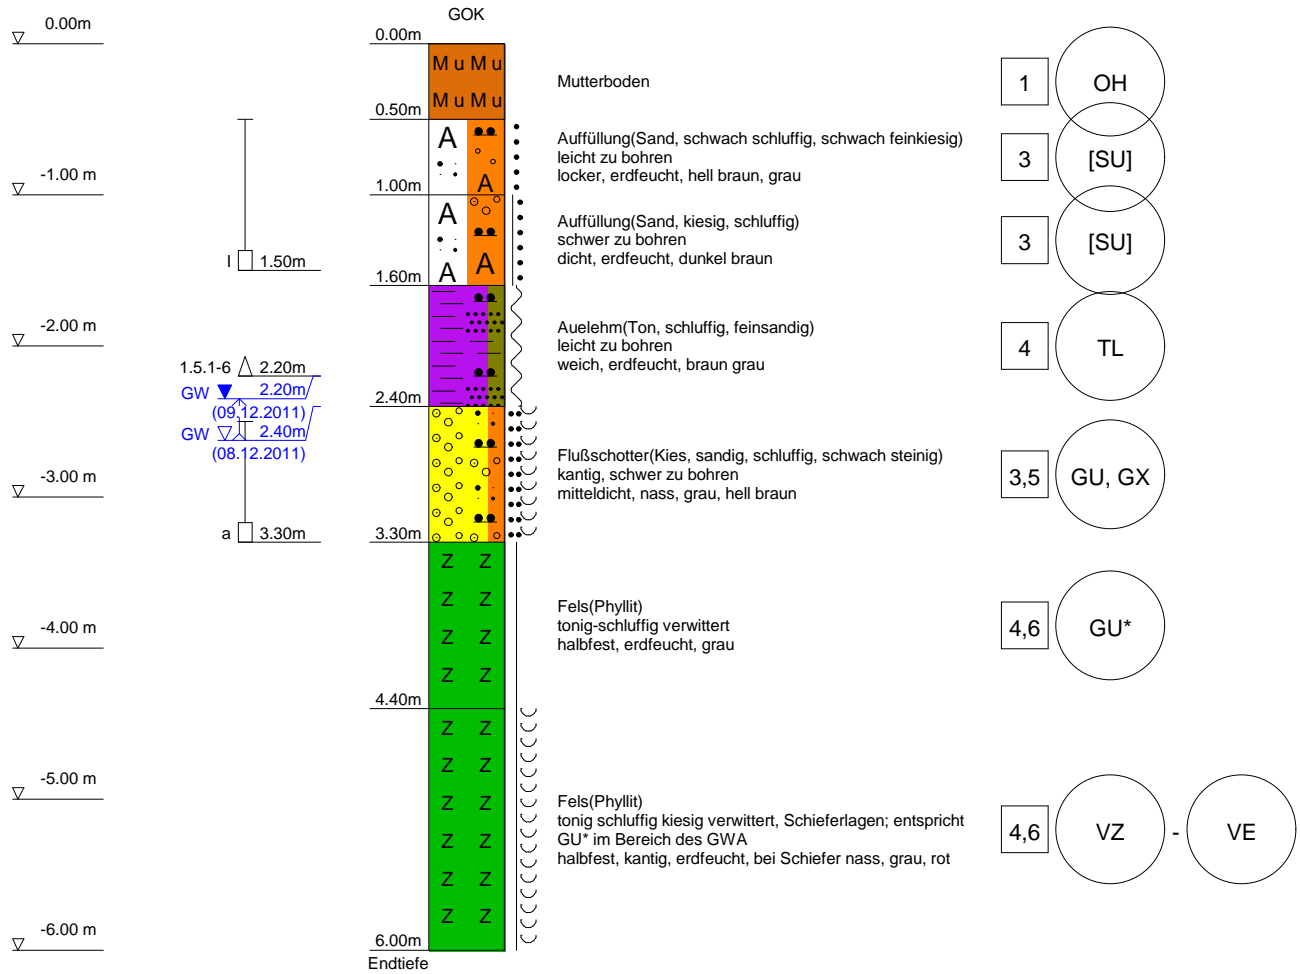 GOK
0.00m
0.00m
M u M u
M u M u
Mutterboden
1
OH
0.50m
A
A
Auffüllung(Sand, schwach schluffig, schwach feinkiesig)
leicht zu bohren
locker, erdfeucht, hell braun, grau
3
[SU]
-1.00 m
1.00m
A
A
A
Auffüllung(Sand, kiesig, schluffig)
schwer zu bohren
dicht, erdfeucht, dunkel braun
3
[SU]
I 1.50m
1.60m
-2.00 m
Auelehm(Ton, schluffig, feinsandig)
leicht zu bohren
weich, erdfeucht, braun grau
4
TL
1.5.1-6 2.20m
GW 2.20m
(09.12.2011)
2.40m
GW 2.40m
(08.12.2011)
-3.00 m
Flußschotter(Kies, sandig, schluffig, schwach steinig)
kantig, schwer zu bohren
mitteldicht, nass, grau, hell braun
3,5
GU, GX
a 3.30m
3.30m
Z Z
Z Z
Z Z
Z Z
-4.00 m
Fels(Phyllit)
tonig-schluffig verwittert
halbfest, erdfeucht, grau
4,6
GU*
4.40m
Z Z
Z Z
Z Z
Z Z
Z Z
Z Z
-5.00 m
Fels(Phyllit)
tonig schluffig kiesig verwittert, Schieferlagen; entspricht
GU* im Bereich des GWA
halbfest, kantig, erdfeucht, bei Schiefer nass, grau, rot
4,6
VZ - VE
-6.00 m
6.00m
Endtiefe